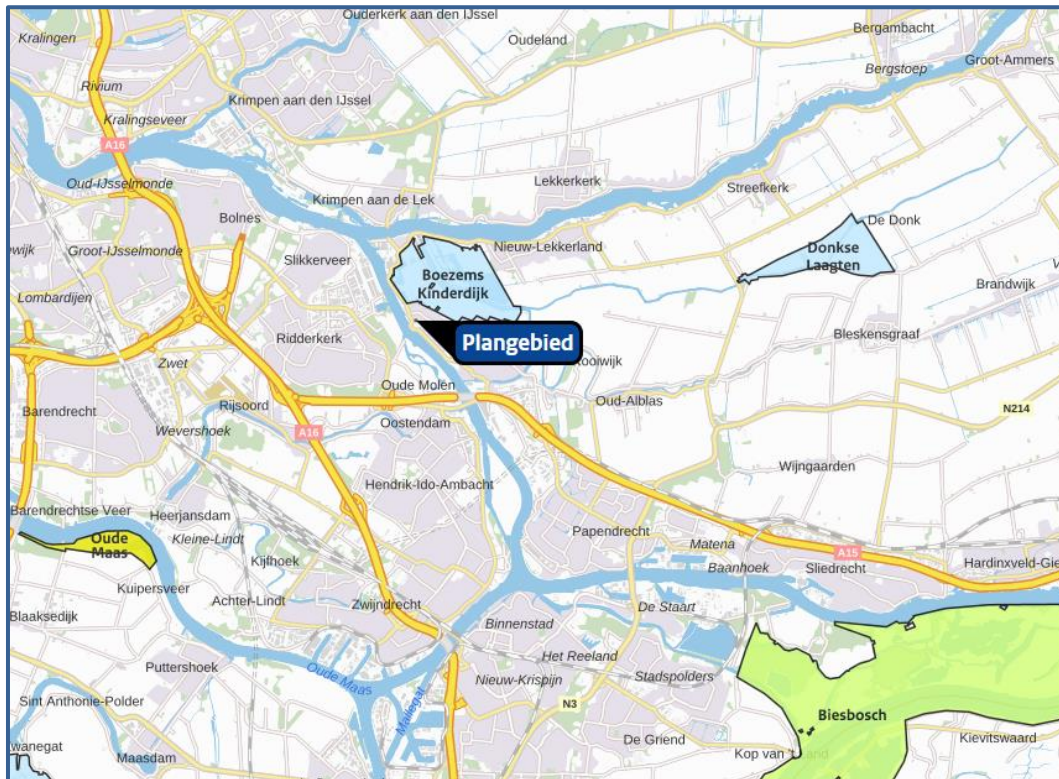 Ouderkerk aan den IJssel
Bergambacht
Kralingen
Oudeland
Groot-Ammers
Bergstoep
Rivium
Krimpen aan den IJssel
Kralingseveer
A16
Lekkerkerk
Oud-IJsselmonde
Streefkerk
Krimpen aan de Lek
Bolnes
De Donk
Groot-IJsselmonde
Nieuw-Lekkerland
Donkse
Laagten
Slikkerveer
Boezems
Kinderdijk
Brandwijk
Lombardijen
Bleskensgraaf
Ridderkerk
Plangebied
Zwet
Oude Molen
Oud-Alblas
Rijsoord
N214
Barendrecht
Oostendam
Wevershoek
A16
Wijngaarden
Hendrik-Ido-Ambacht
Barendrechtse Veer
Heerjansdam
Papendrecht
Oude
Maas
Kleine-Lindt
Matena
A15
Kijfhoek
Baanhoek
Sliedrecht
Hardinxveld-Gie
Kuipersveer
Achter-Lindt
Zwijndrecht
De Staart
Blaaksedijk
Binnenstad
Het Reeland
Puttershoek
Oude Maas
Nieuw-Krispijn
Stadspolders
Sint Anthonie-Polder
Mallegat
N3
Biesbosch
De Griend
Kievitswaard
wanegat
Maasdam
Kop van 't Land